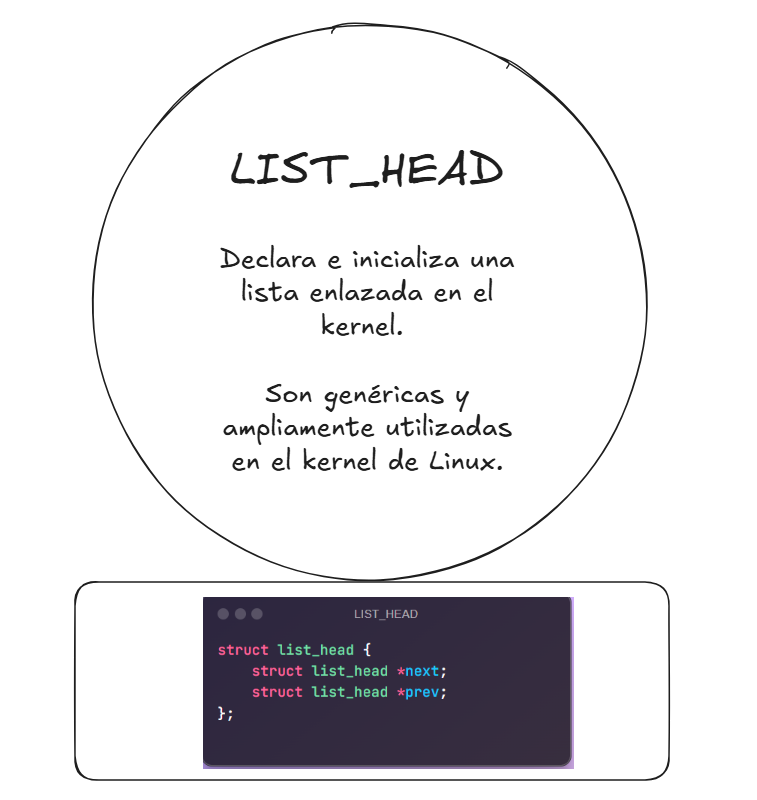 LIST_HEAD
Declara e inicializa una
lista enlazada en el
kernel.
Son genéricas y
ampliamente utilizadas
en el kernel de Linux.
LIST_HEAD
struct list_head {
    struct list_head *next;
    struct list_head *prev;
};